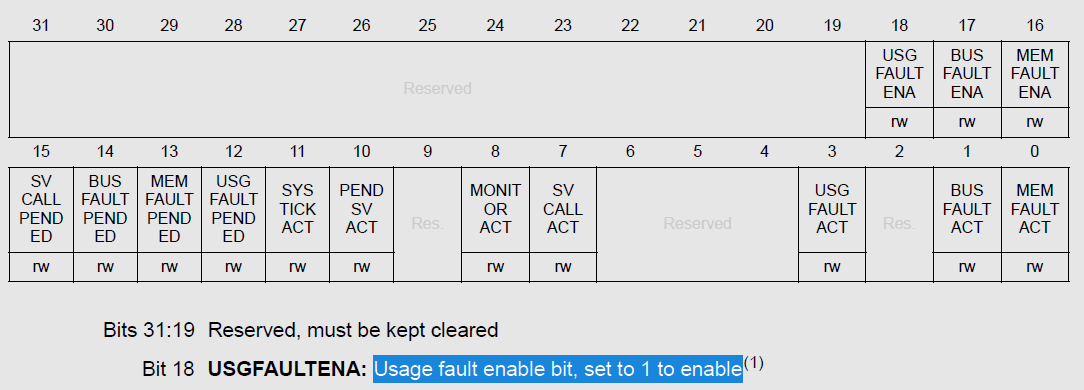 31 30 29 28 27 26 25 24 23 22 21 20 19 18 17 16
Reserved USG FAULT ENA BUS FAULT ENA MEM FAULT ENA
rw rw rw
15 14 13 12 11 10 9 8 7 6 5 4 3 2 1 0
SV CALL PEND ED BUS FAULT PEND ED MEM FAULT PEND ED USG FAULT PEND ED SYS TICK ACT PEND SV ACT Res. MONIT OR ACT SV CALL ACT Reserved USG FAULT ACT Res. BUS FAULT ACT MEM FAULT ACT
rw rw rw rw rw rw rw rw rw rw rw
Bits 31:19 Reserved, must be kept cleared
Bit 18 USGFAULTENA: Usage fault enable bit, set to 1 to enable(1)